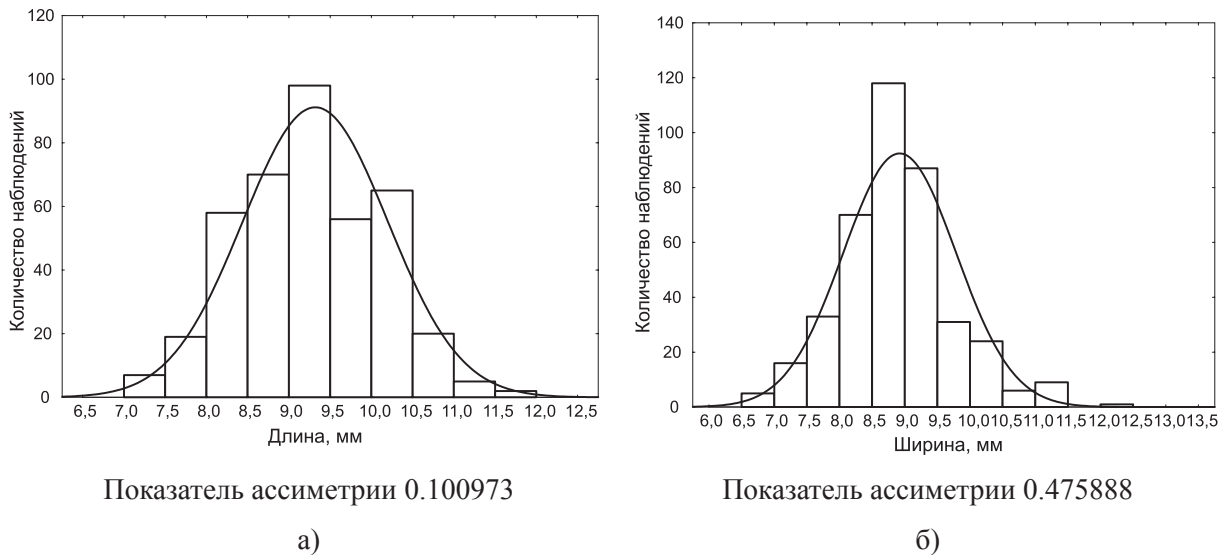 120
100
80
60
40
20
0
Количество наблюдений
6,5 7,0 7,5 8,0 8,5 9,0 9,5 10,0 10,5 11,0 11,5 12,0 12,5
Длина, мм
Показатель ассиметрии 0.100973
а)
140
120
100
80
60
40
20
0
Количество наблюдений
6,0 6,5 7,0 7,5 8,0 8,5 9,0 9,5 10,010,511,011,512,012,513,013,5
Ширина, мм
Показатель ассиметрии 0.475888
б)